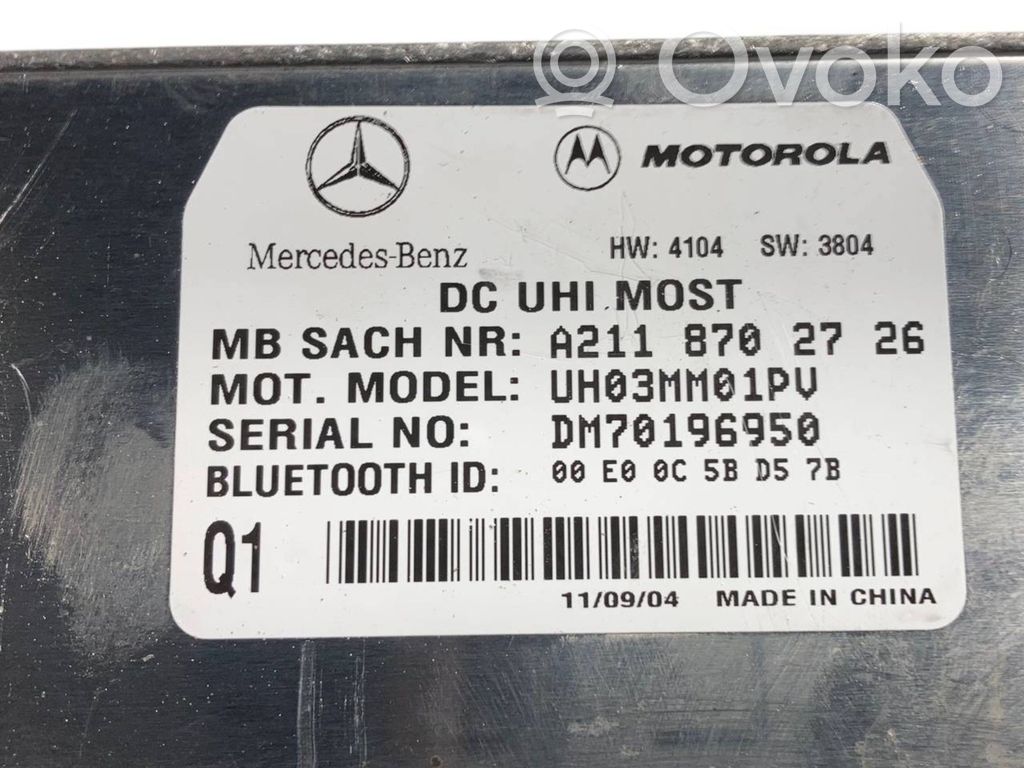 Ovoko
MOTOROLA
Mercedes-Benz HW: 4104 SW: 3804
DC UHI MOST
MB SACH NR: A211 870 27 26
MOT. MODEL: UH03MM01PV
SERIAL NO: DM70196950
BLUETOOTH ID: 00 E0 0C 5B D5 7B
Q1
11/09/04 MADE IN CHINA